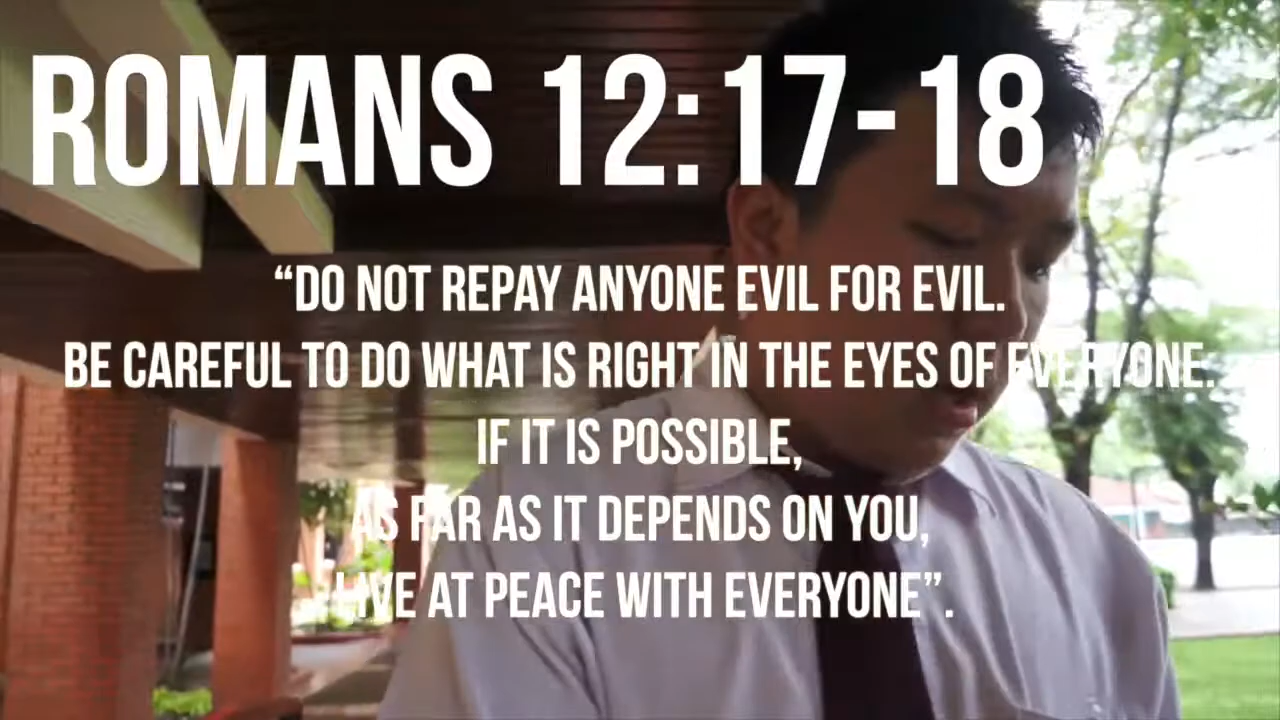 ROMANS 12:17-18
“DO NOT REPAY ANYONE EVIL FOR EVIL.
BE CAREFUL TO DO WHAT IS RIGHT IN THE EYES OF EVERYONE.
IF IT IS POSSIBLE,
AS FAR AS IT DEPENDS ON YOU,
LIVE AT PEACE WITH EVERYONE”.